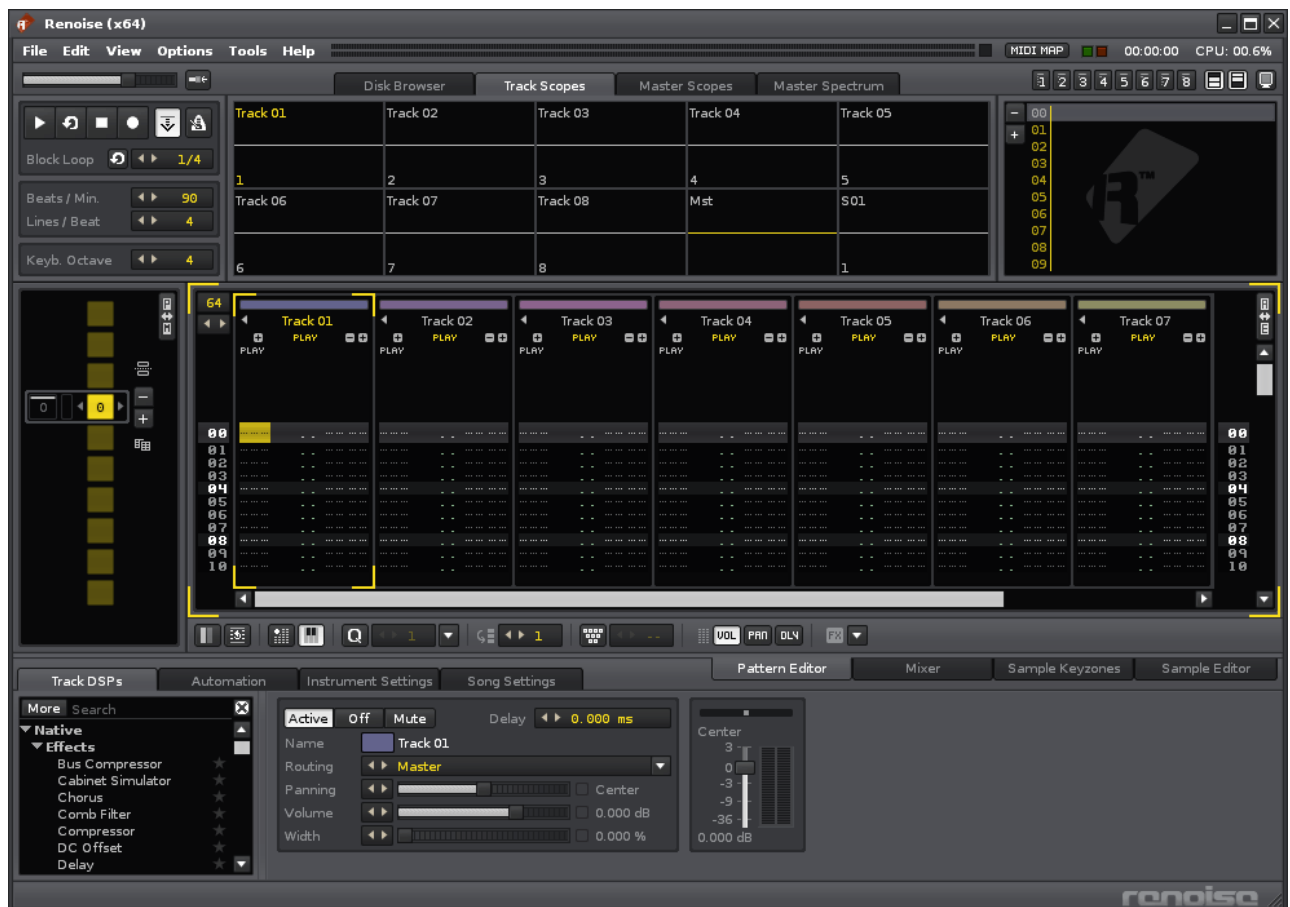 Renoise (x64)
File Edit View Options Tools Help
MIDI MAP 00:00:00 CPU: 00.6%
Disk Browser Track Scopes Master Scopes Master Spectrum
1 2 3 4 5 6 7 8
Track 01 Track 02 Track 03 Track 04 Track 05
1 2 3 4 5
Track 06 Track 07 Track 08 Mst S01
6 7 8 1
Block Loop 1/4
Beats / Min. 90
Lines / Beat 4
Keyb. Octave 4
- 00
+ 01
02
03
04
05
06
07
08
09
R™
P M
0 0
64
Track 01 Track 02 Track 03 Track 04 Track 05 Track 06 Track 07
PLAY PLAY PLAY PLAY PLAY PLAY PLAY
PLAY PLAY PLAY PLAY PLAY PLAY PLAY
00 00
01 01
02 02
03 03
04 04
05 05
06 06
07 07
08 08
09 09
10 10
Q 1 1 -- VOL PAN DLY FX
Pattern Editor Mixer Sample Keyzones Sample Editor
Track DSPs Automation Instrument Settings Song Settings
More Search
Native
Effects
Bus Compressor
Cabinet Simulator
Chorus
Comb Filter
Compressor
DC Offset
Delay
Active Off Mute Delay 0.000 ms
Name Track 01
Routing Master
Panning Center
Volume 0.000 dB
Width 0.000 %
Center
3
0
-3
-9
-36
0.000 dB
renoise